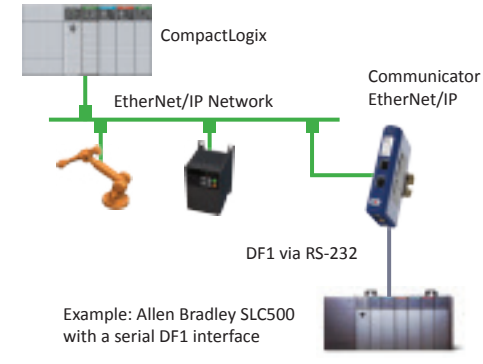 CompactLogix
Communicator
EtherNet/IP
EtherNet/IP Network
DF1 via RS-232
Example: Allen Bradley SLC500
with a serial DF1 interface